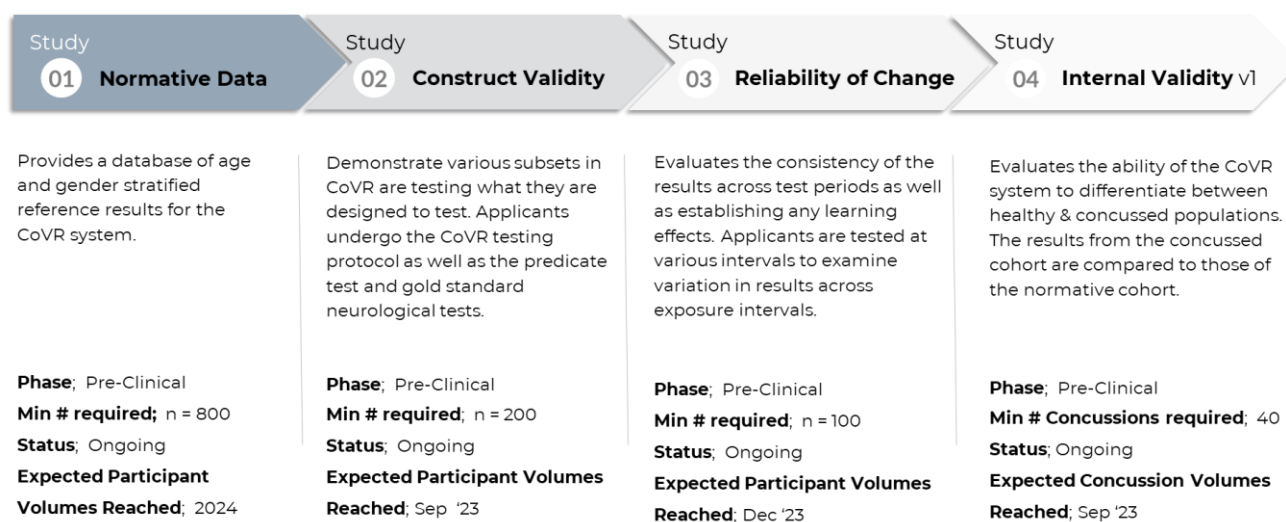 Study
01 Normative Data
Study
02 Construct Validity
Study
03 Reliability of Change
Study
04 Internal Validity v1
Provides a database of age
and gender stratified
reference results for the
CoVR system.
Phase; Pre-Clinical
Min # required; n = 800
Status; Ongoing
Expected Participant
Volumes Reached; 2024
Demonstrate various subsets in
CoVR are testing what they are
designed to test. Applicants
undergo the CoVR testing
protocol as well as the predicate
test and gold standard
neurological tests.
Phase; Pre-Clinical
Min # required; n = 200
Status; Ongoing
Expected Participant Volumes
Reached; Sep '23
Evaluates the consistency of the
results across test periods as well
as establishing any learning
effects. Applicants are tested at
various intervals to examine
variation in results across
exposure intervals.
Phase; Pre-Clinical
Min # required; n = 100
Status; Ongoing
Expected Participant Volumes
Reached; Dec '23
Evaluates the ability of the CoVR
system to differentiate between
healthy & concussed populations.
The results from the concussed
cohort are compared to those of
the normative cohort.
Phase; Pre-Clinical
Min # Concussions required; 40
Status; Ongoing
Expected Concussion Volumes
Reached; Sep '23